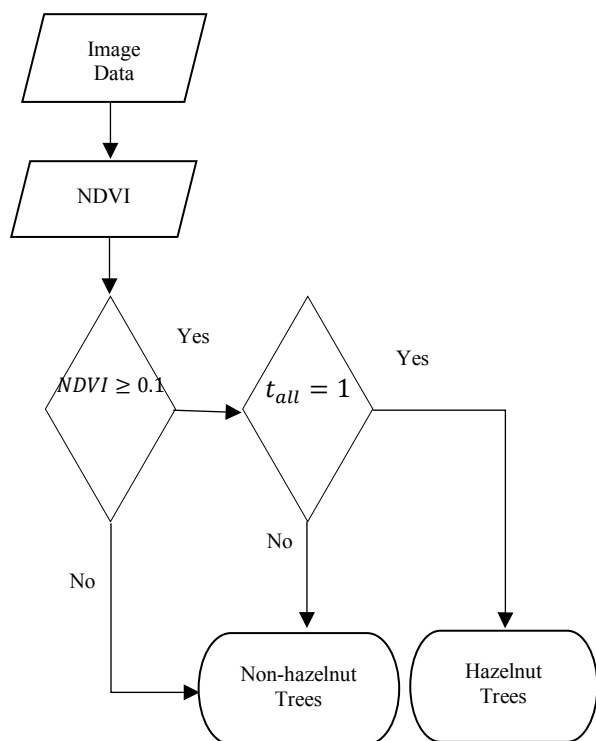 Image
Data
NDVI
Yes
Yes
NDVI ≥ 0.1
t_all = 1
No
No
Non-hazelnut
Trees
Hazelnut
Trees